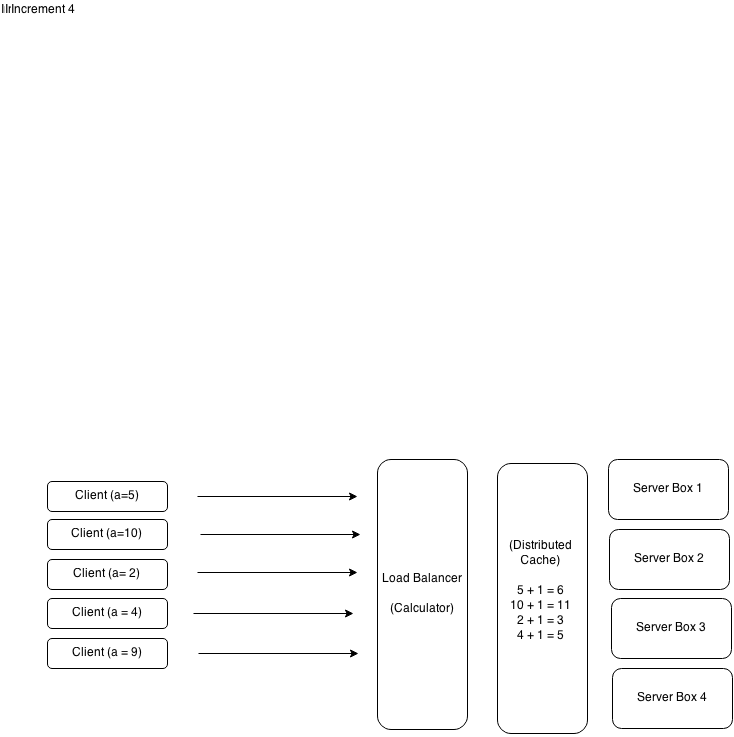 Increment 4
Client (a=5)
Client (a=10)
Client (a= 2)
Client (a = 4)
Client (a = 9)
Load Balancer
(Calculator)
(Distributed
Cache)
5 + 1 = 6
10 + 1 = 11
2 + 1 = 3
4 + 1 = 5
Server Box 1
Server Box 2
Server Box 3
Server Box 4